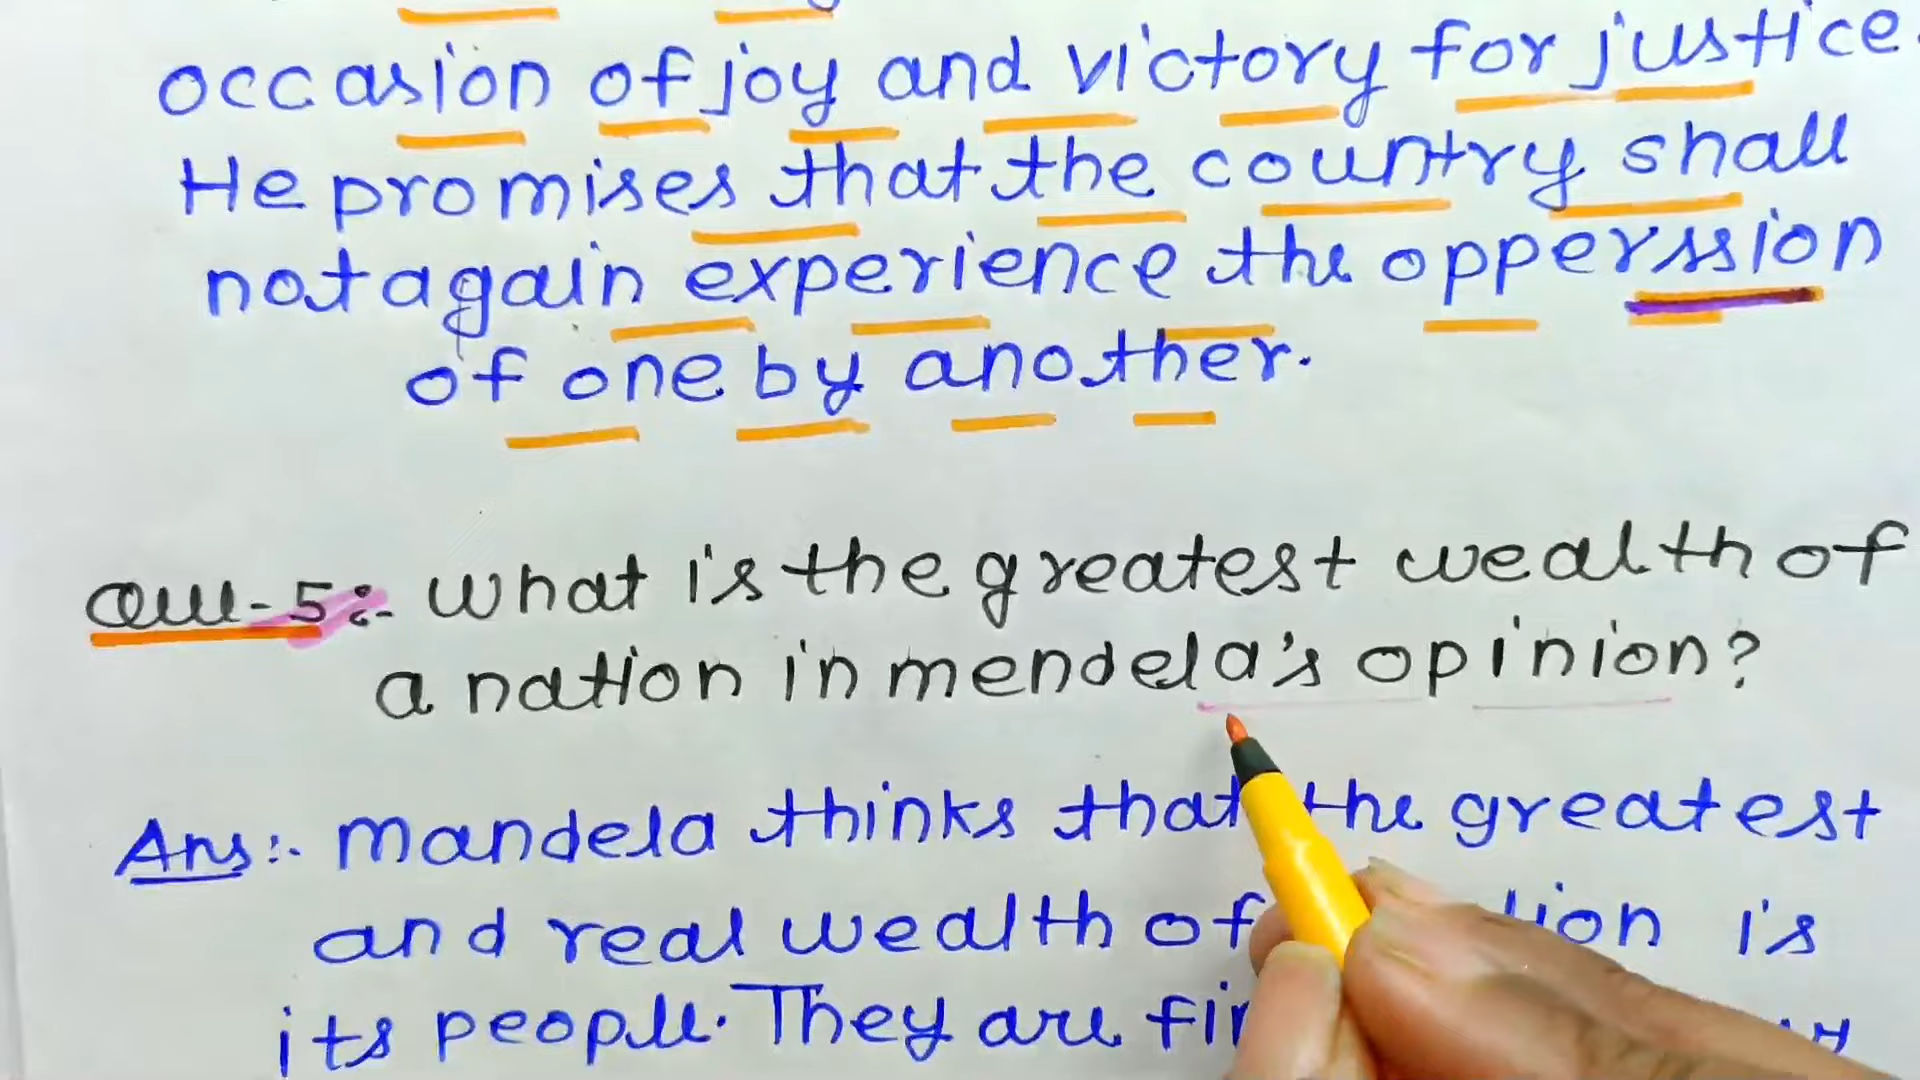 occasion of joy and victory for justice.
He promises that the country shall
not again experience the opperssion
of one by another.
Que-5:- What is the greatest wealth of
a nation in mendela's opinion?
Ans:- Mandela thinks that the greatest
and real wealth of is
its people. They are